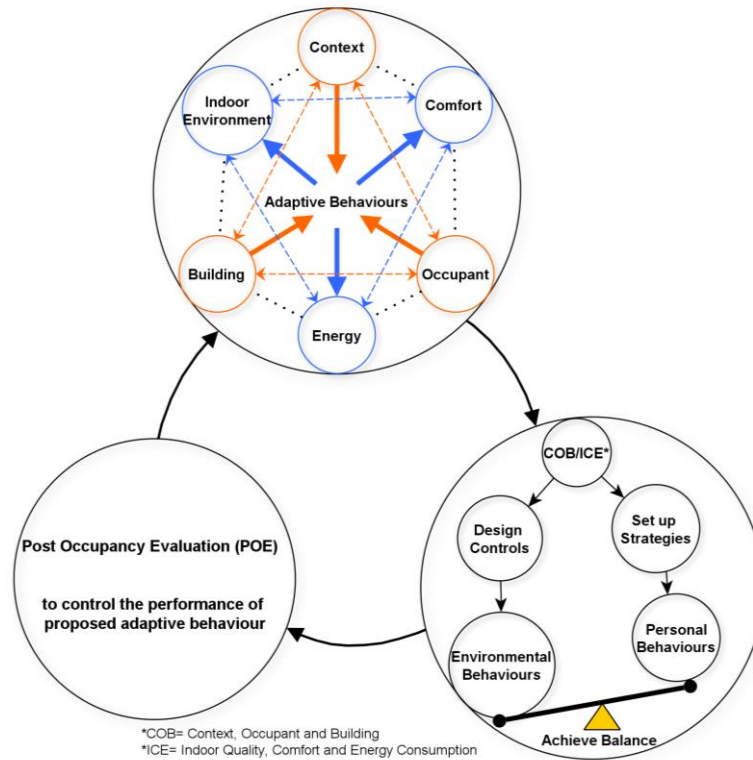 Context
Indoor
Environment
Comfort
Adaptive Behaviours
Building
Occupant
Energy
COB/ICE*
Design
Controls
Set up
Strategies
Environmental
Behaviours
Personal
Behaviours
Achieve Balance
Post Occupancy Evaluation (POE)
to control the performance of
proposed adaptive behaviour
*COB= Context, Occupant and Building
*ICE= Indoor Quality, Comfort and Energy Consumption